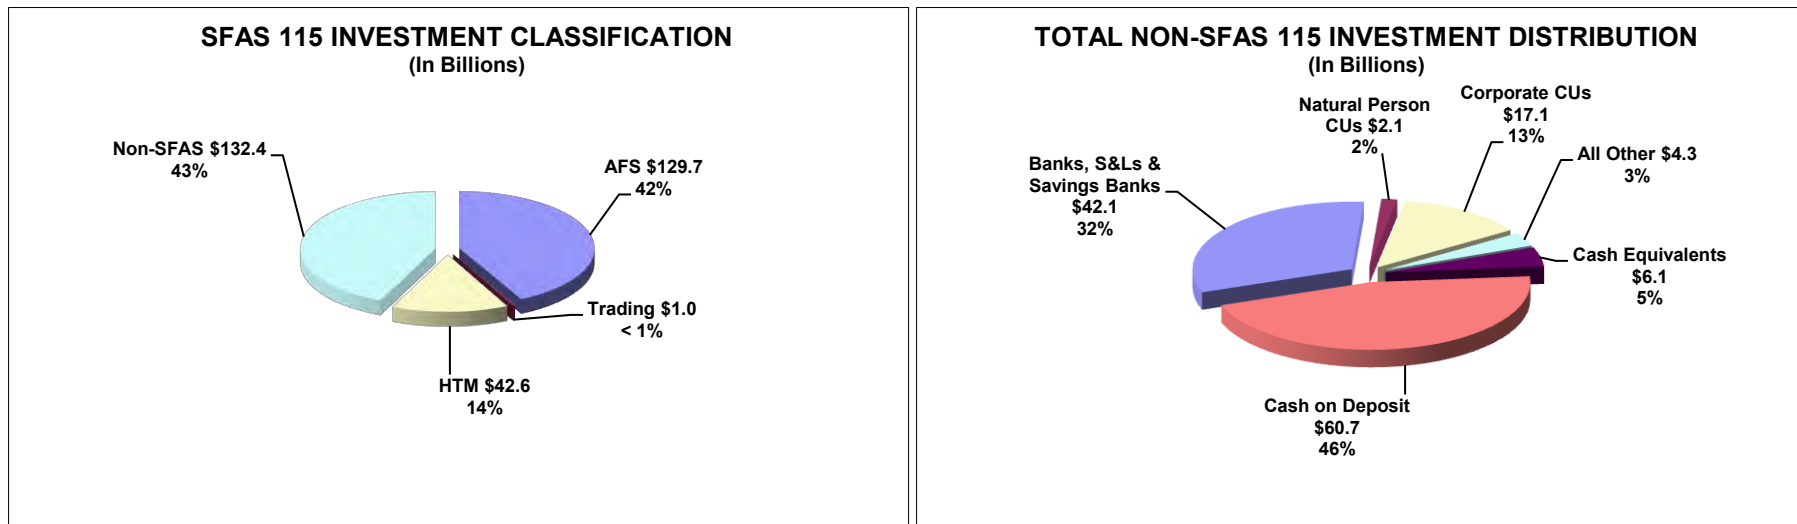 SFAS 115 INVESTMENT CLASSIFICATION
(In Billions)
Non-SFAS $132.4
43%
AFS $129.7
42%
Trading $1.0
< 1%
HTM $42.6
14%
TOTAL NON-SFAS 115 INVESTMENT DISTRIBUTION
(In Billions)
Natural Person
CUs $2.1
2%
Corporate CUs
$17.1
13%
All Other $4.3
3%
Banks, S&Ls &
Savings Banks
$42.1
32%
Cash Equivalents
$6.1
5%
Cash on Deposit
$60.7
46%